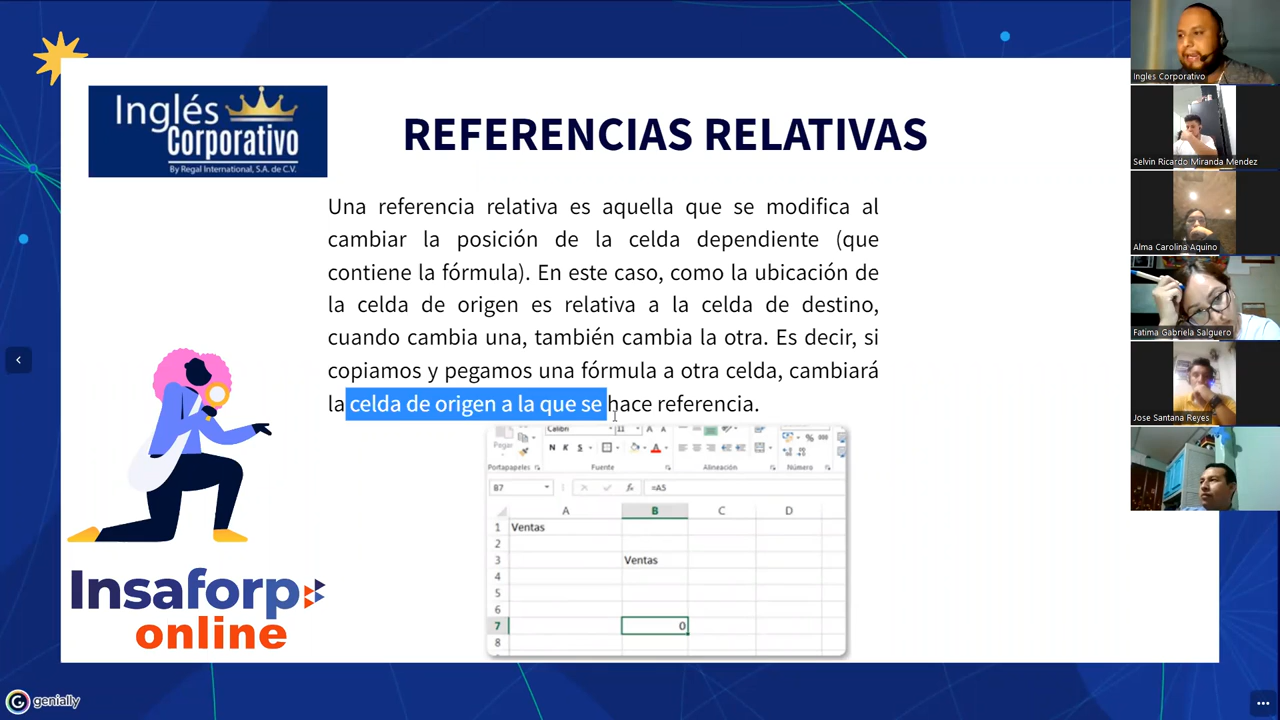 Inglés
Corporativo
By Regal International, S.A. de C.V.
REFERENCIAS RELATIVAS
Una referencia relativa es aquella que se modifica al
cambiar la posición de la celda dependiente (que
contiene la fórmula). En este caso, como la ubicación de
la celda de origen es relativa a la celda de destino,
cuando cambia una, también cambia la otra. Es decir, si
copiamos y pegamos una fórmula a otra celda, cambiará
la celda de origen a la que se hace referencia.
Calibri 11 A A
Pegar
N K S A % 000
Portapapeles Fuente Alineación Número
B7 fx =A5
A B C D
1 Ventas
2
3 Ventas
4
5
6
7 0
8
Insaforp
online
genially
Ingles Corporativo
Selvin Ricardo Miranda Mendez
Alma Carolina Aquino
Fatima Gabriela Salguero
Jose Santana Reyes